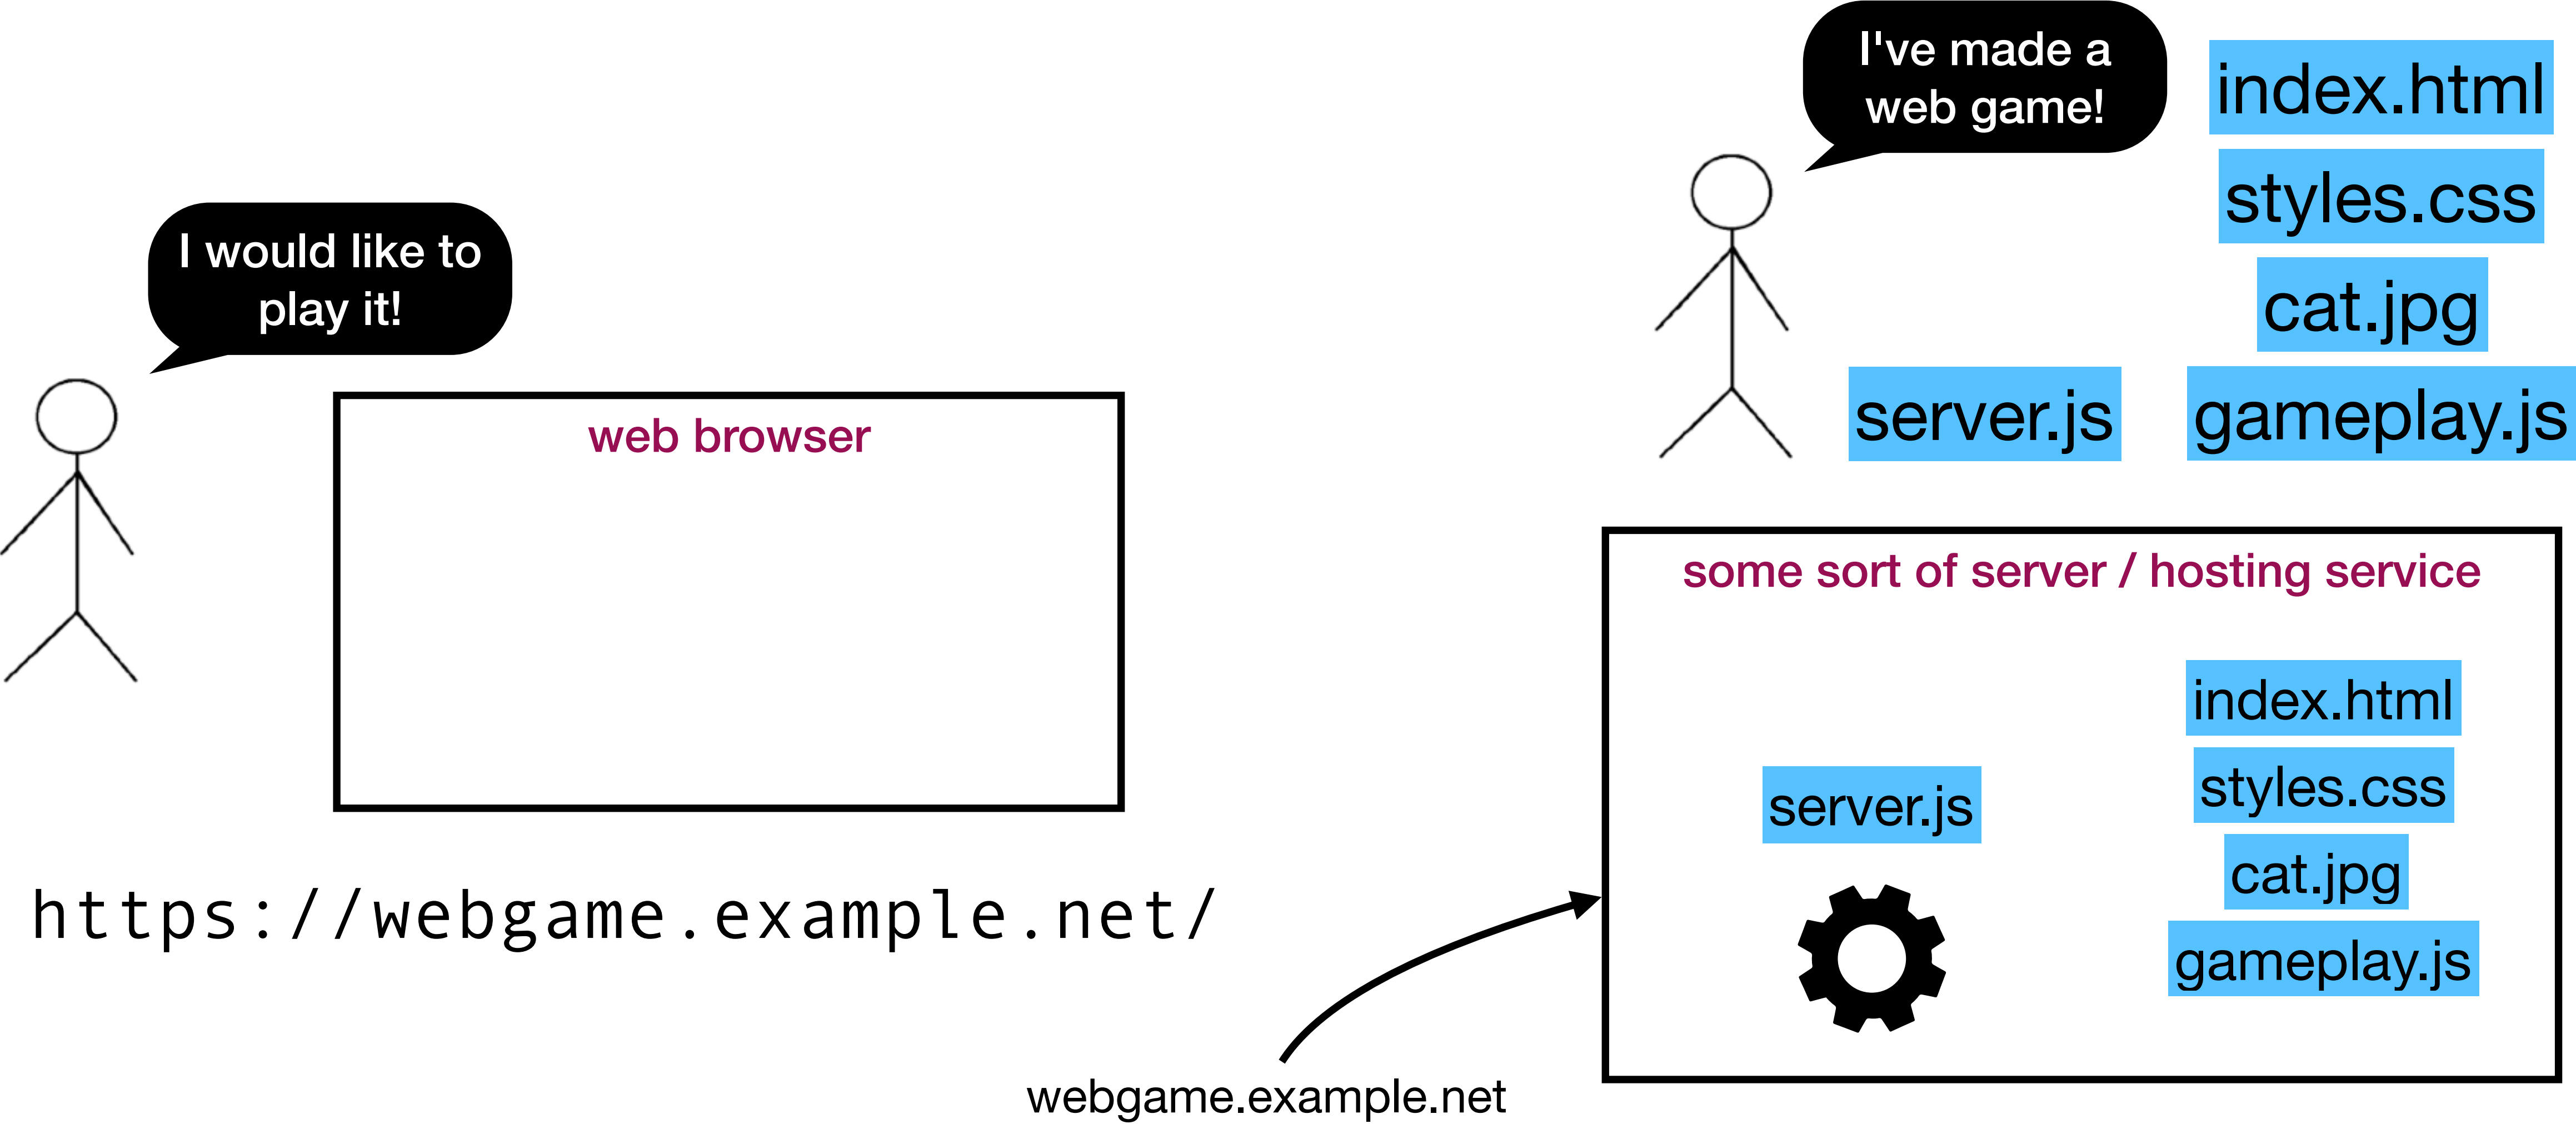 I've made a
web game!
index.html
styles.css
cat.jpg
server.js
gameplay.js
I would like to
play it!
web browser
https://webgame.example.net/
some sort of server / hosting service
server.js
index.html
styles.css
cat.jpg
gameplay.js
webgame.example.net